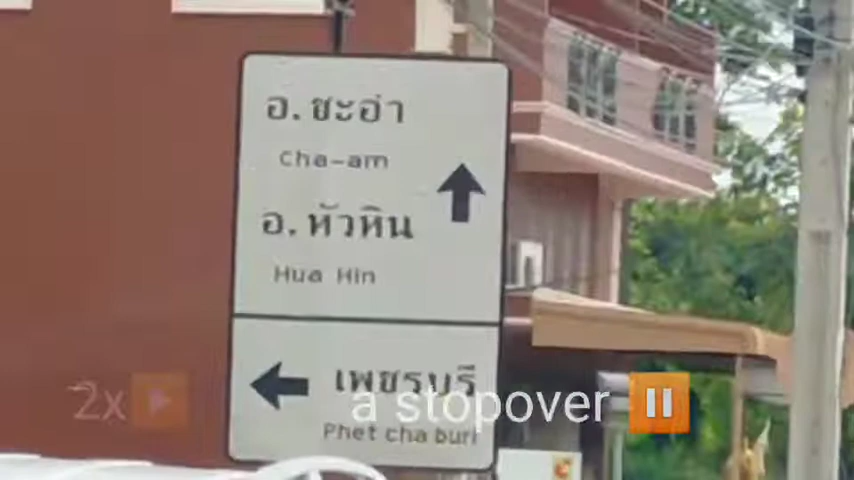 อ. ชะอำ
Cha-am
อ. หัวหิน
Hua Hin
เพชรบุรี
Phet cha buri
2x
a stopover